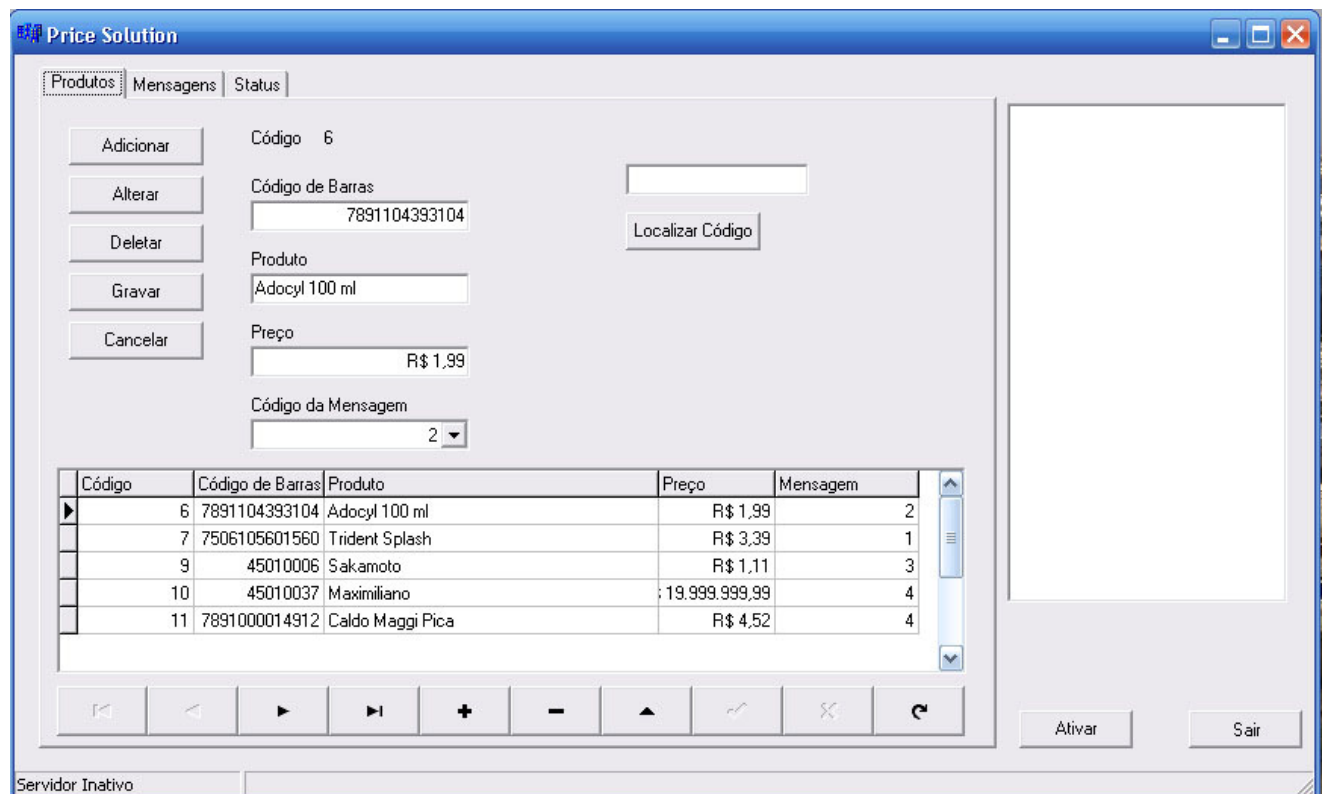 Price Solution
Produtos Mensagens Status
Adicionar
Alterar
Deletar
Gravar
Cancelar
Código 6
Código de Barras
7891104393104
Produto
Adocyl 100 ml
Preço
R$ 1,99
Código da Mensagem
2
Localizar Código
Código Código de Barras Produto Preço Mensagem
6 7891104393104 Adocyl 100 ml R$ 1,99 2
7 7506105601560 Trident Splash R$ 3,39 1
9 45010006 Sakamoto R$ 1,11 3
10 45010037 Maximiliano 19.999.999,99 4
11 7891000014912 Caldo Maggi Pica R$ 4,52 4
Ativar Sair
Servidor Inativo